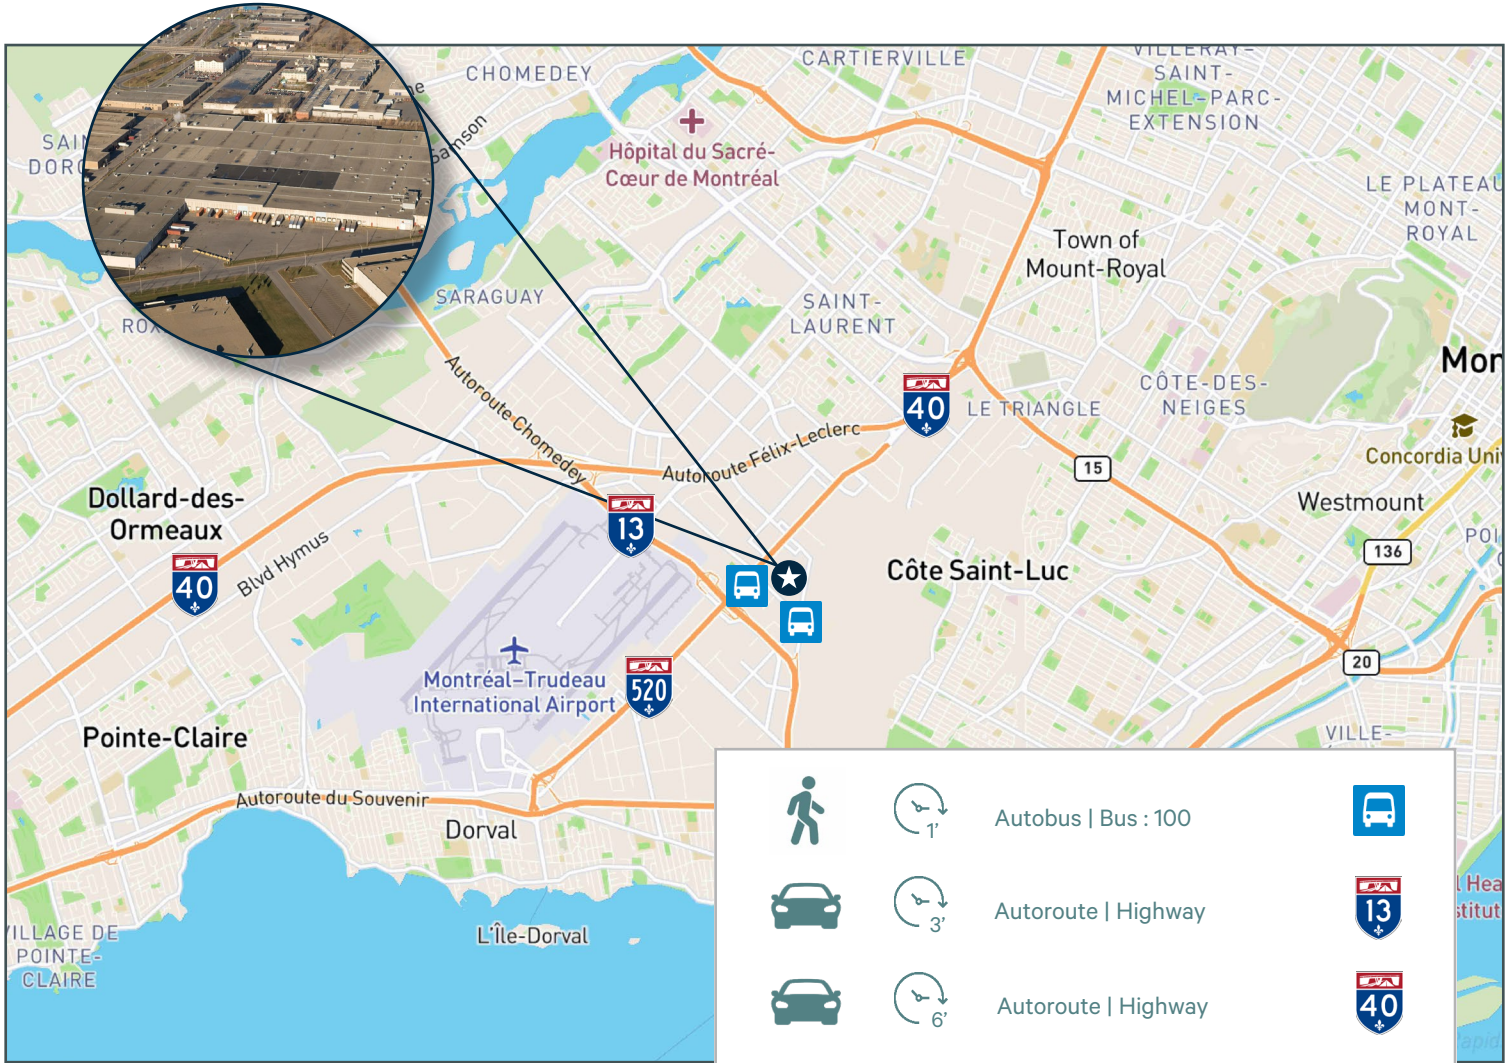 CHOMEDEY
CARTIERVILLE
VILLERAY-
SAINT-
MICHEL-PARC-
EXTENSION
Samson
Hôpital du Sacré-
Cœur de Montréal
LE PLATEAU
MONT-
ROYAL
Town of
Mount-Royal
SARAGUAY
SAINT-
LAURENT
Autoroute Chomedey
CÔTE-DES-
NEIGES
LE TRIANGLE
40
Autoroute Félix-Leclerc
15
Concordia Uni
Dollard-des-
Ormeaux
Westmount
13
136
Blvd Hymus
40
Côte Saint-Luc
Montréal–Trudeau
International Airport
520
20
Pointe-Claire
VILLE-
Autoroute du Souvenir
Dorval
L'Île-Dorval
VILLAGE DE
POINTE-
CLAIRE
1'
Autobus | Bus : 100
3'
Autoroute | Highway
13
6'
Autoroute | Highway
40